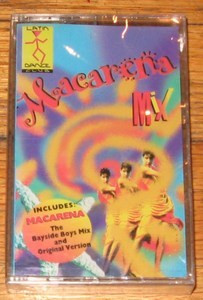 LATIN
DANCE
CLUB
Macarena
Mix
INCLUDES:
MACARENA
The
Bayside Boys Mix
and
Original Version